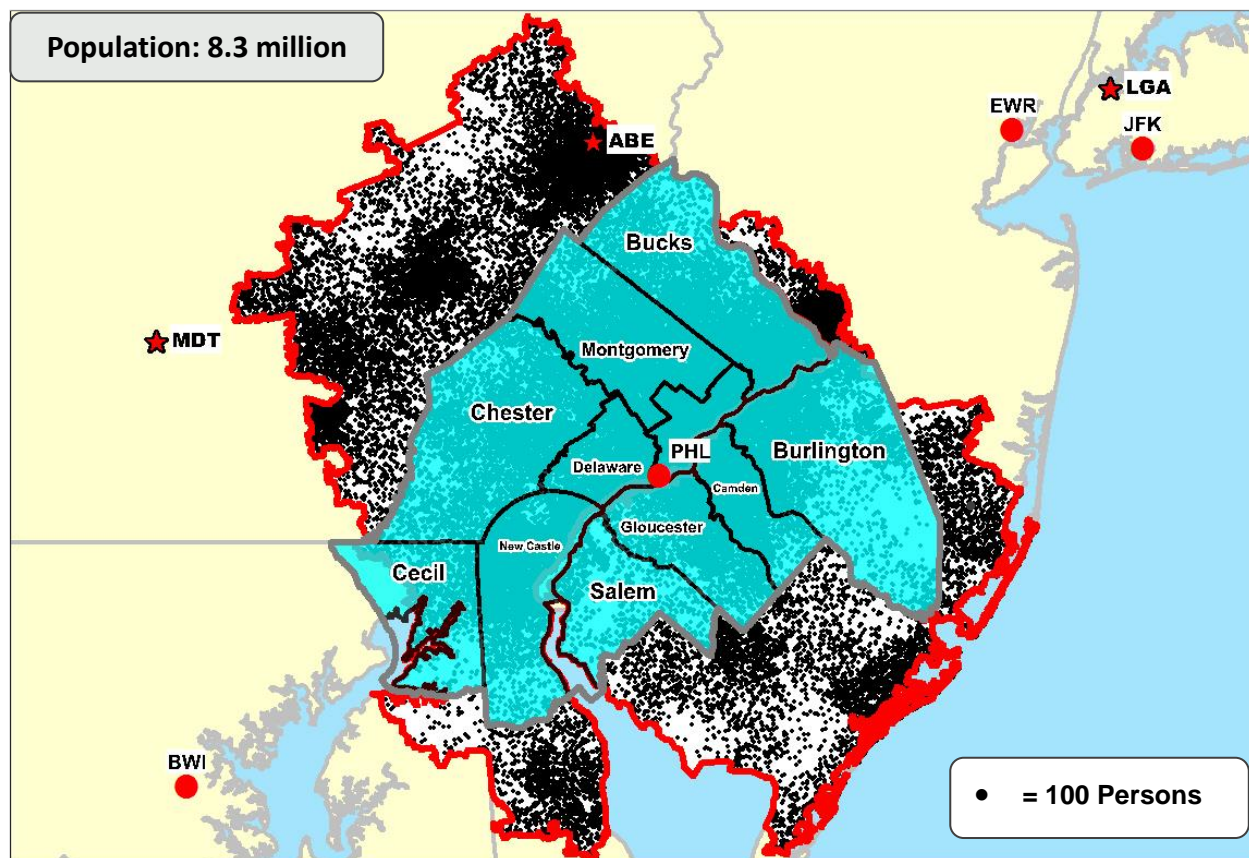 Population: 8.3 million
LGA
EWR
JFK
ABE
Bucks
MDT
Montgomery
Chester
PHL
Burlington
Delaware
Camden
Gloucester
New Castle
Cecil
Salem
BWI
= 100 Persons